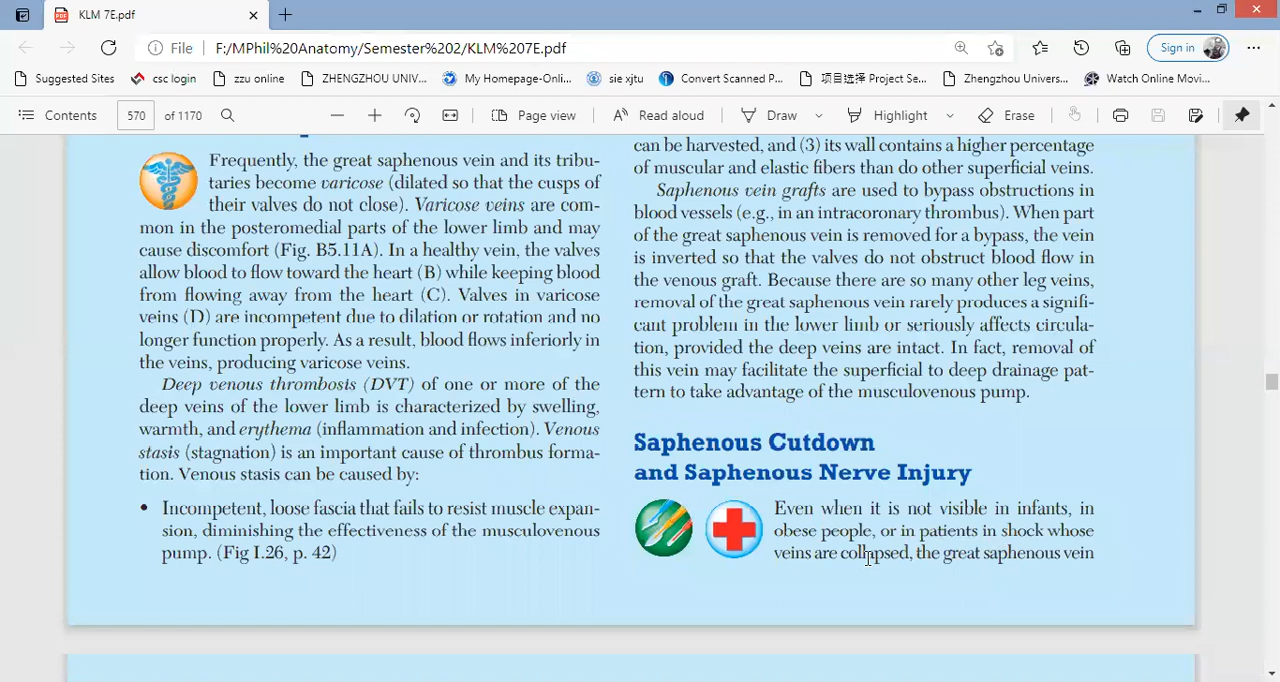 KLM 7E.pdf
File
F:/MPhil%20Anatomy/Semester%202/KLM%207E.pdf
Sign in
Suggested Sites
csc login
zzu online
ZHENGZHOU UNIV...
My Homepage-Onli...
sie xjtu
Convert Scanned P...
项目选择 Project Se...
Zhengzhou Univers...
Watch Online Movi...
Contents
570 of 1170
Page view
Read aloud
Draw
Highlight
Erase
Frequently, the great saphenous vein and its tribu-
taries become varicose (dilated so that the cusps of
their valves do not close). Varicose veins are com-
mon in the posteromedial parts of the lower limb and may
cause discomfort (Fig. B5.11A). In a healthy vein, the valves
allow blood to flow toward the heart (B) while keeping blood
from flowing away from the heart (C). Valves in varicose
veins (D) are incompetent due to dilation or rotation and no
longer function properly. As a result, blood flows inferiorly in
the veins, producing varicose veins.
Deep venous thrombosis (DVT) of one or more of the
deep veins of the lower limb is characterized by swelling,
warmth, and erythema (inflammation and infection). Venous
stasis (stagnation) is an important cause of thrombus forma-
tion. Venous stasis can be caused by:
• Incompetent, loose fascia that fails to resist muscle expan-
sion, diminishing the effectiveness of the musculovenous
pump. (Fig I.26, p. 42)
can be harvested, and (3) its wall contains a higher percentage
of muscular and elastic fibers than do other superficial veins.
Saphenous vein grafts are used to bypass obstructions in
blood vessels (e.g., in an intracoronary thrombus). When part
of the great saphenous vein is removed for a bypass, the vein
is inverted so that the valves do not obstruct blood flow in
the venous graft. Because there are so many other leg veins,
removal of the great saphenous vein rarely produces a signifi-
cant problem in the lower limb or seriously affects circula-
tion, provided the deep veins are intact. In fact, removal of
this vein may facilitate the superficial to deep drainage pat-
tern to take advantage of the musculovenous pump.
Saphenous Cutdown
and Saphenous Nerve Injury
Even when it is not visible in infants, in
obese people, or in patients in shock whose
veins are collapsed, the great saphenous vein